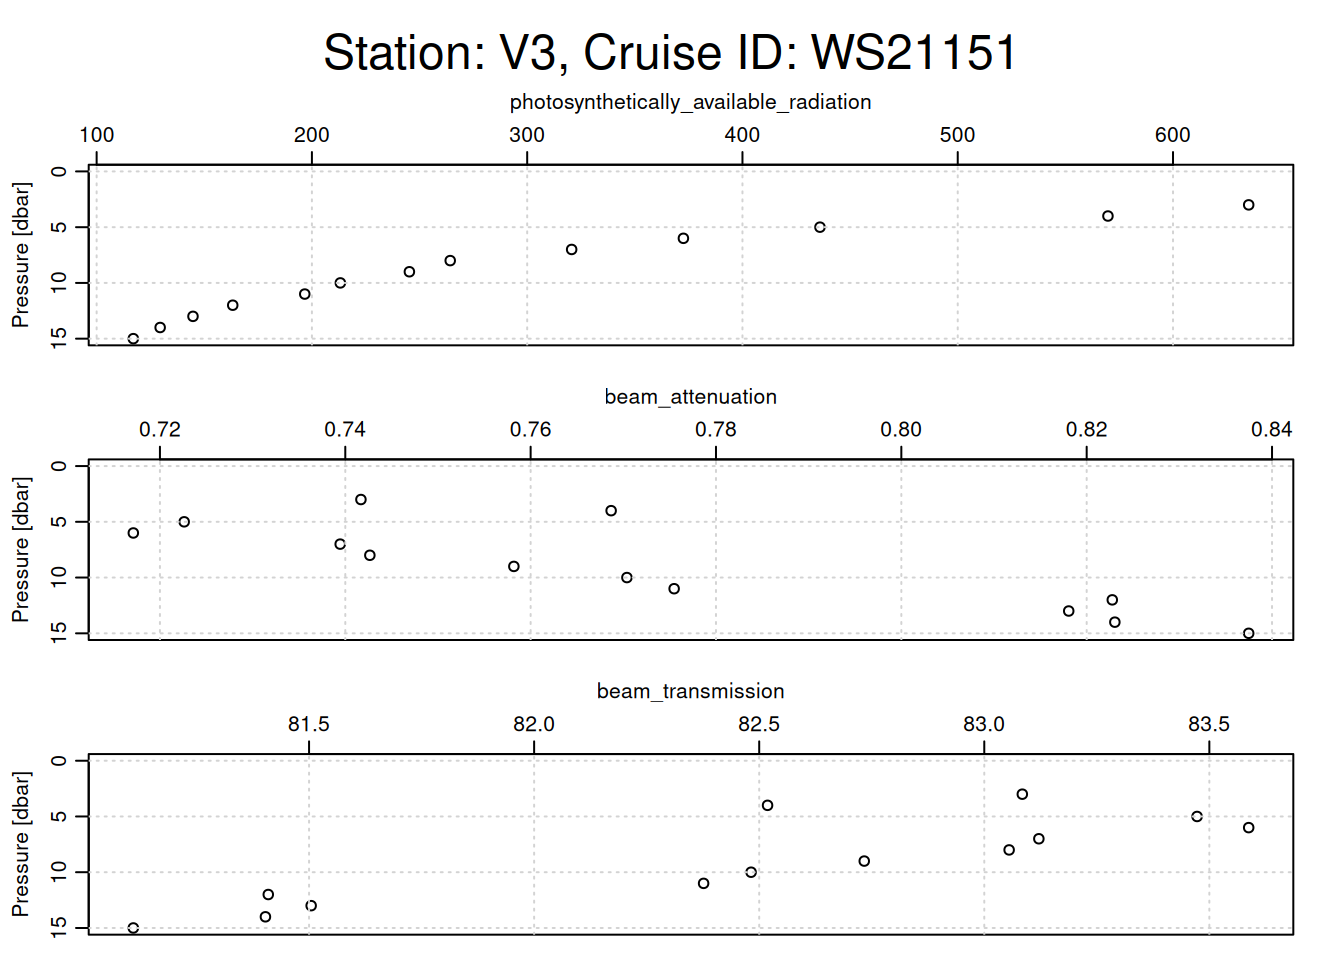 Station: V3, Cruise ID: WS21151
photosynthetically_available_radiation
100 200 300 400 500 600
Pressure [dbar]
0
5
10
15
beam_attenuation
0.72 0.74 0.76 0.78 0.80 0.82 0.84
Pressure [dbar]
0
5
10
15
beam_transmission
81.5 82.0 82.5 83.0 83.5
Pressure [dbar]
0
5
10
15